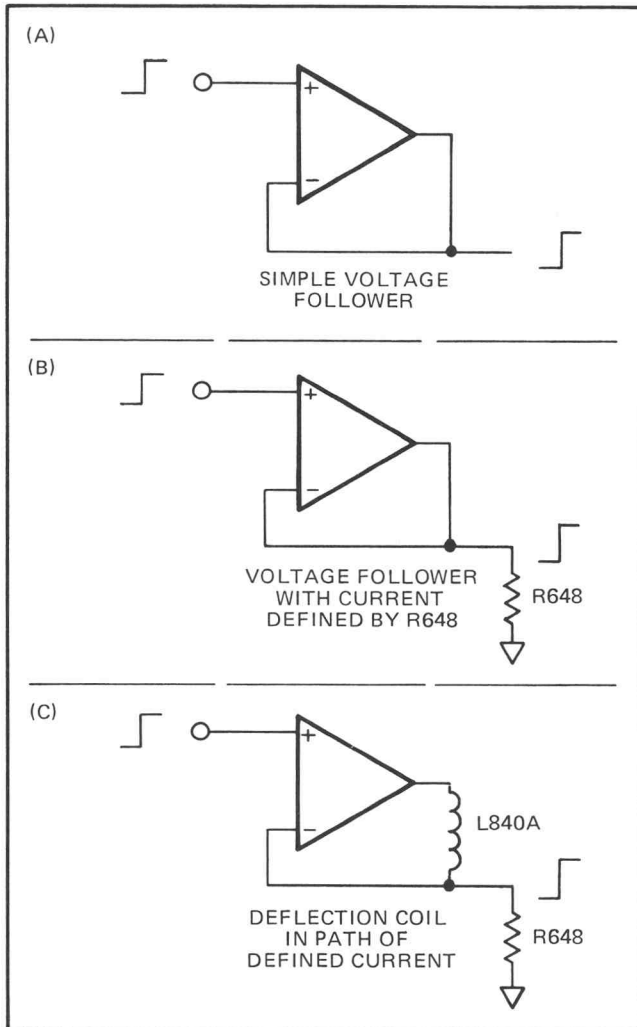 (A)
+
−
SIMPLE VOLTAGE
FOLLOWER
(B)
+
−
VOLTAGE FOLLOWER
WITH CURRENT
DEFINED BY R648
R648
(C)
+
−
L840A
DEFLECTION COIL
IN PATH OF
DEFINED CURRENT
R648